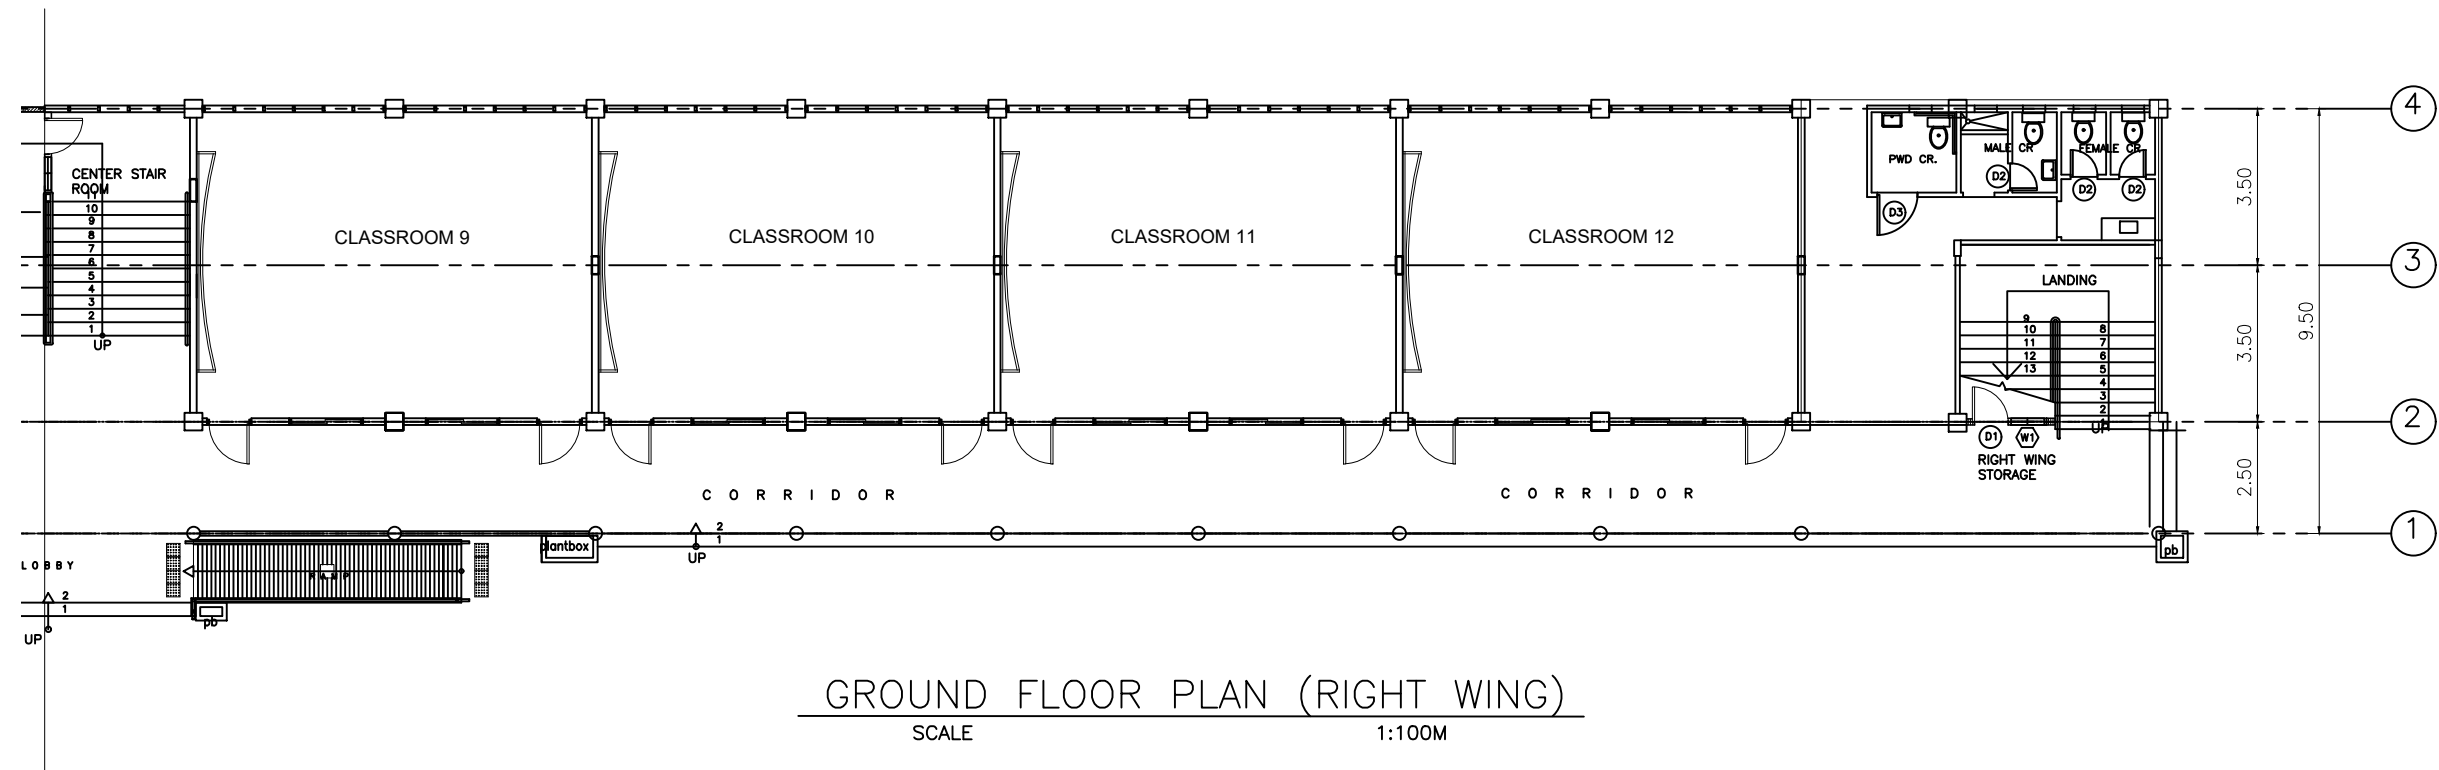 4
CENTER STAIR
ROOM
11
10
9
8
7
6
5
4
3
2
1
UP
CLASSROOM 9
CLASSROOM 10
CLASSROOM 11
CLASSROOM 12
PWD CR.
MALE CR
FEMALE CR
D2
D2
D2
D3
3.50
3
LANDING
9
10
11
12
13
8
7
6
5
4
3
2
UP
3.50
9.50
2
D1
W1
RIGHT WING
STORAGE
CORRIDOR
CORRIDOR
2.50
1
2
1
UP
plantbox
pb
LOBBY
RAMP
2
1
UP
pb
GROUND FLOOR PLAN (RIGHT WING)
SCALE 1:100M